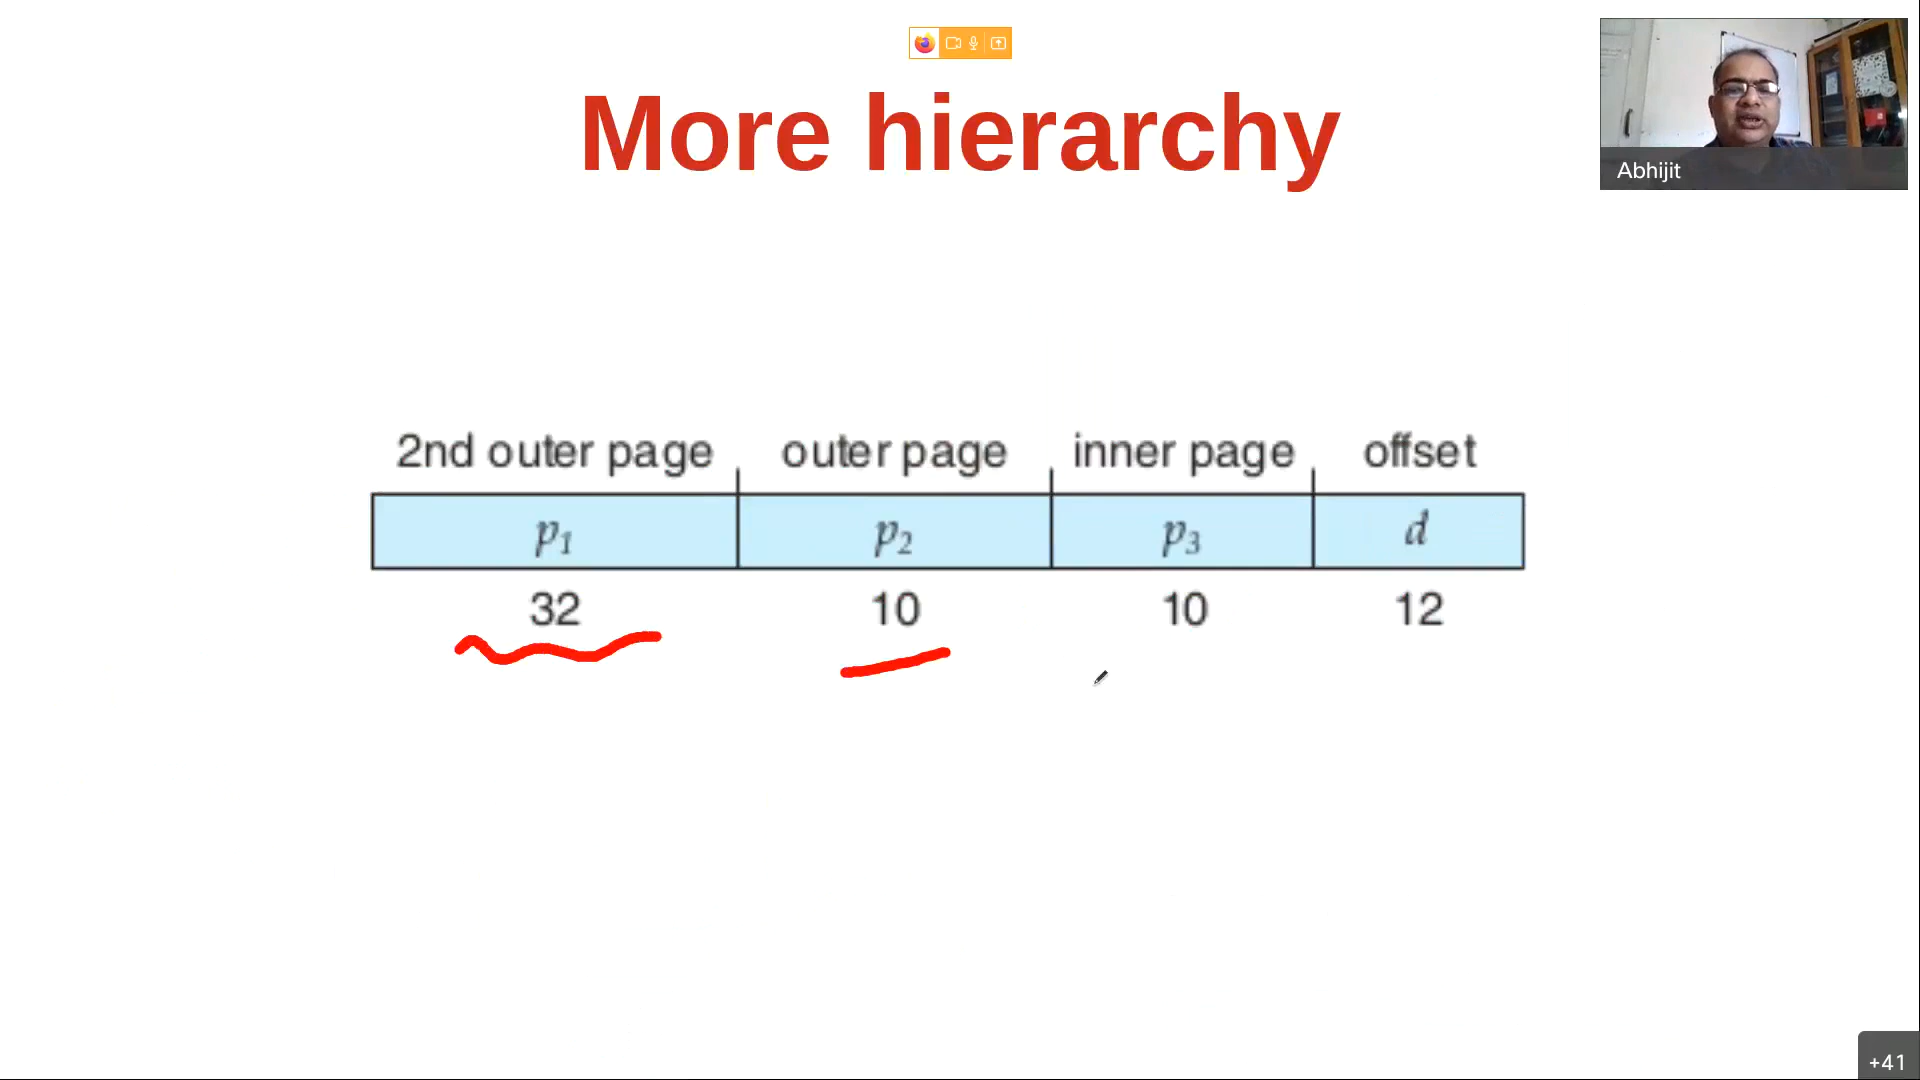 More hierarchy
Abhijit
2nd outer page outer page inner page offset
p1 p2 p3 d
32 10 10 12
+41